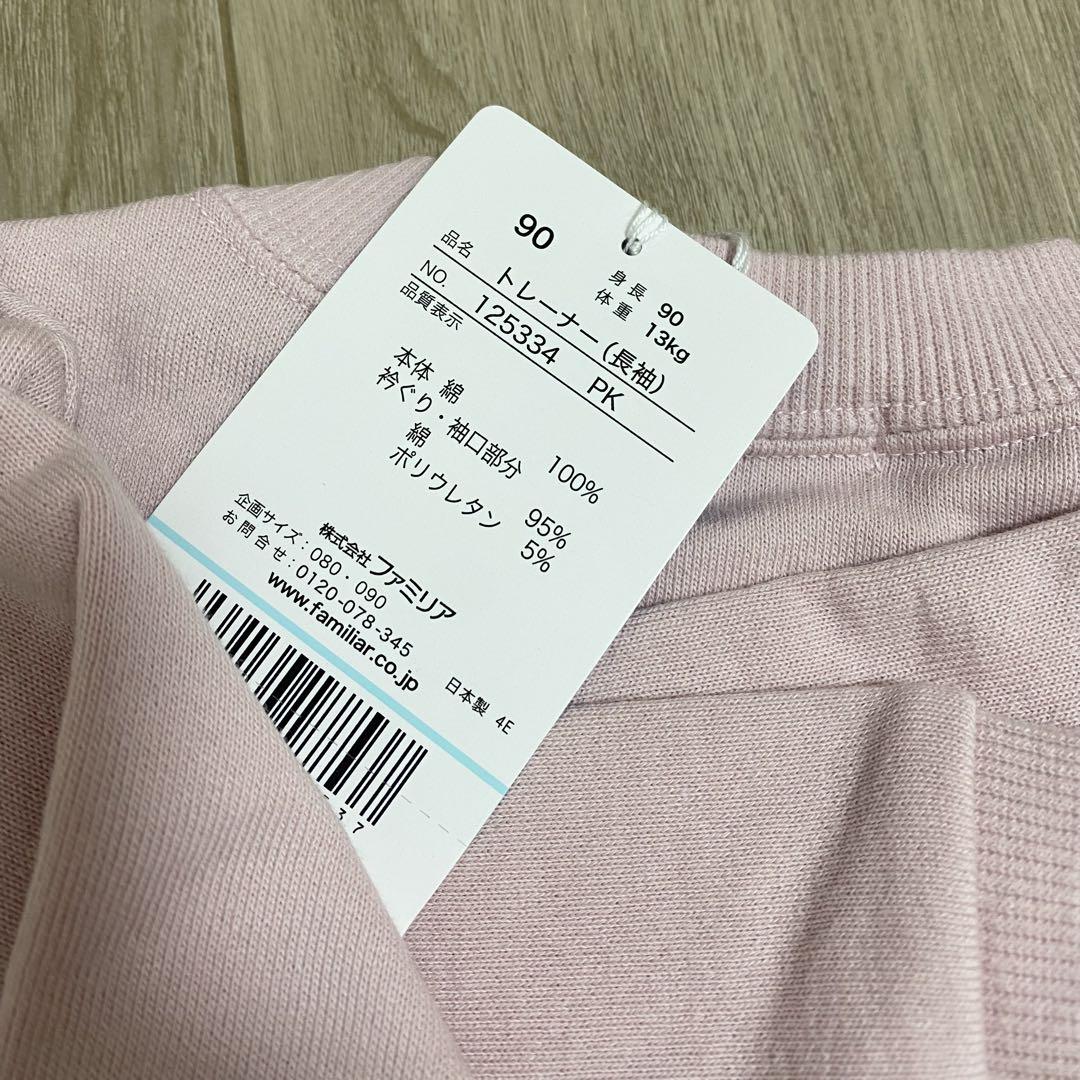 90
身長 90
体重 13kg
品名 トレーナー(長袖)
NO. 125334 PK
品質表示
本体 綿 100%
衿ぐり・袖口部分
綿 95%
ポリウレタン 5%
株式会社ファミリア
企画サイズ:080・090
お問合せ:0120-078-345
www.familiar.co.jp
日本製 4E
37